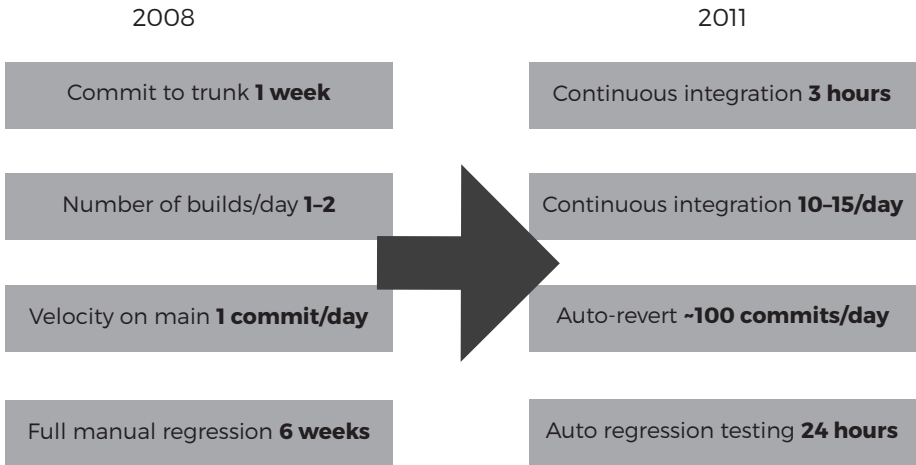 2008
2011
Commit to trunk 1 week
Continuous integration 3 hours
Number of builds/day 1–2
Continuous integration 10–15/day
Velocity on main 1 commit/day
Auto-revert ~100 commits/day
Full manual regression 6 weeks
Auto regression testing 24 hours